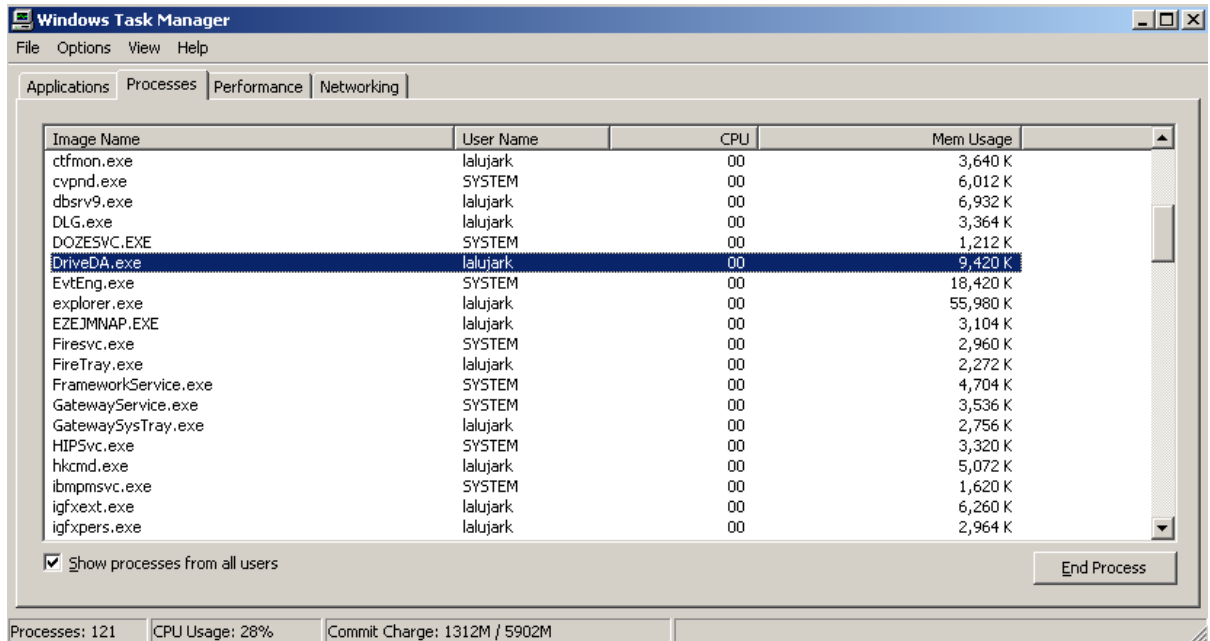 Windows Task Manager
File Options View Help
Applications Processes Performance Networking
Image Name User Name CPU Mem Usage
ctfmon.exe lalujark 00 3,640 K
cvpnd.exe SYSTEM 00 6,012 K
dbsrv9.exe lalujark 00 6,932 K
DLG.exe lalujark 00 3,364 K
DOZESVC.EXE SYSTEM 00 1,212 K
DriveDA.exe lalujark 00 9,420 K
EvtEng.exe SYSTEM 00 18,420 K
explorer.exe lalujark 00 55,980 K
EZEJMNAP.EXE lalujark 00 3,104 K
Firesvc.exe SYSTEM 00 2,960 K
FireTray.exe lalujark 00 2,272 K
FrameworkService.exe SYSTEM 00 4,704 K
GatewayService.exe SYSTEM 00 3,536 K
GatewaySysTray.exe lalujark 00 2,756 K
HIPSvc.exe SYSTEM 00 3,320 K
hkcmd.exe lalujark 00 5,072 K
ibmpmsvc.exe SYSTEM 00 1,620 K
igfxext.exe lalujark 00 6,260 K
igfxpers.exe lalujark 00 2,964 K
Show processes from all users
End Process
Processes: 121 CPU Usage: 28% Commit Charge: 1312M / 5902M